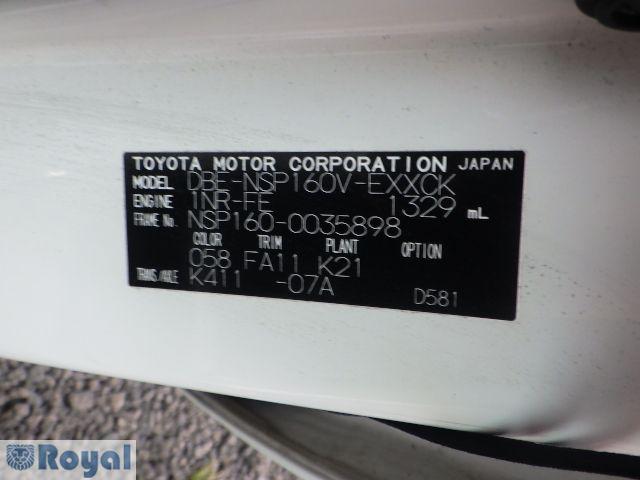 TOYOTA MOTOR CORPORATION JAPAN
MODEL DBE-NSP160V-EXXCK
ENGINE 1NR-FE 1329 mL
FRAME No. NSP160-0035898
COLOR TRIM PLANT OPTION
058 FA11 K21
TRANS/AXLE K411 -07A D581
Royal